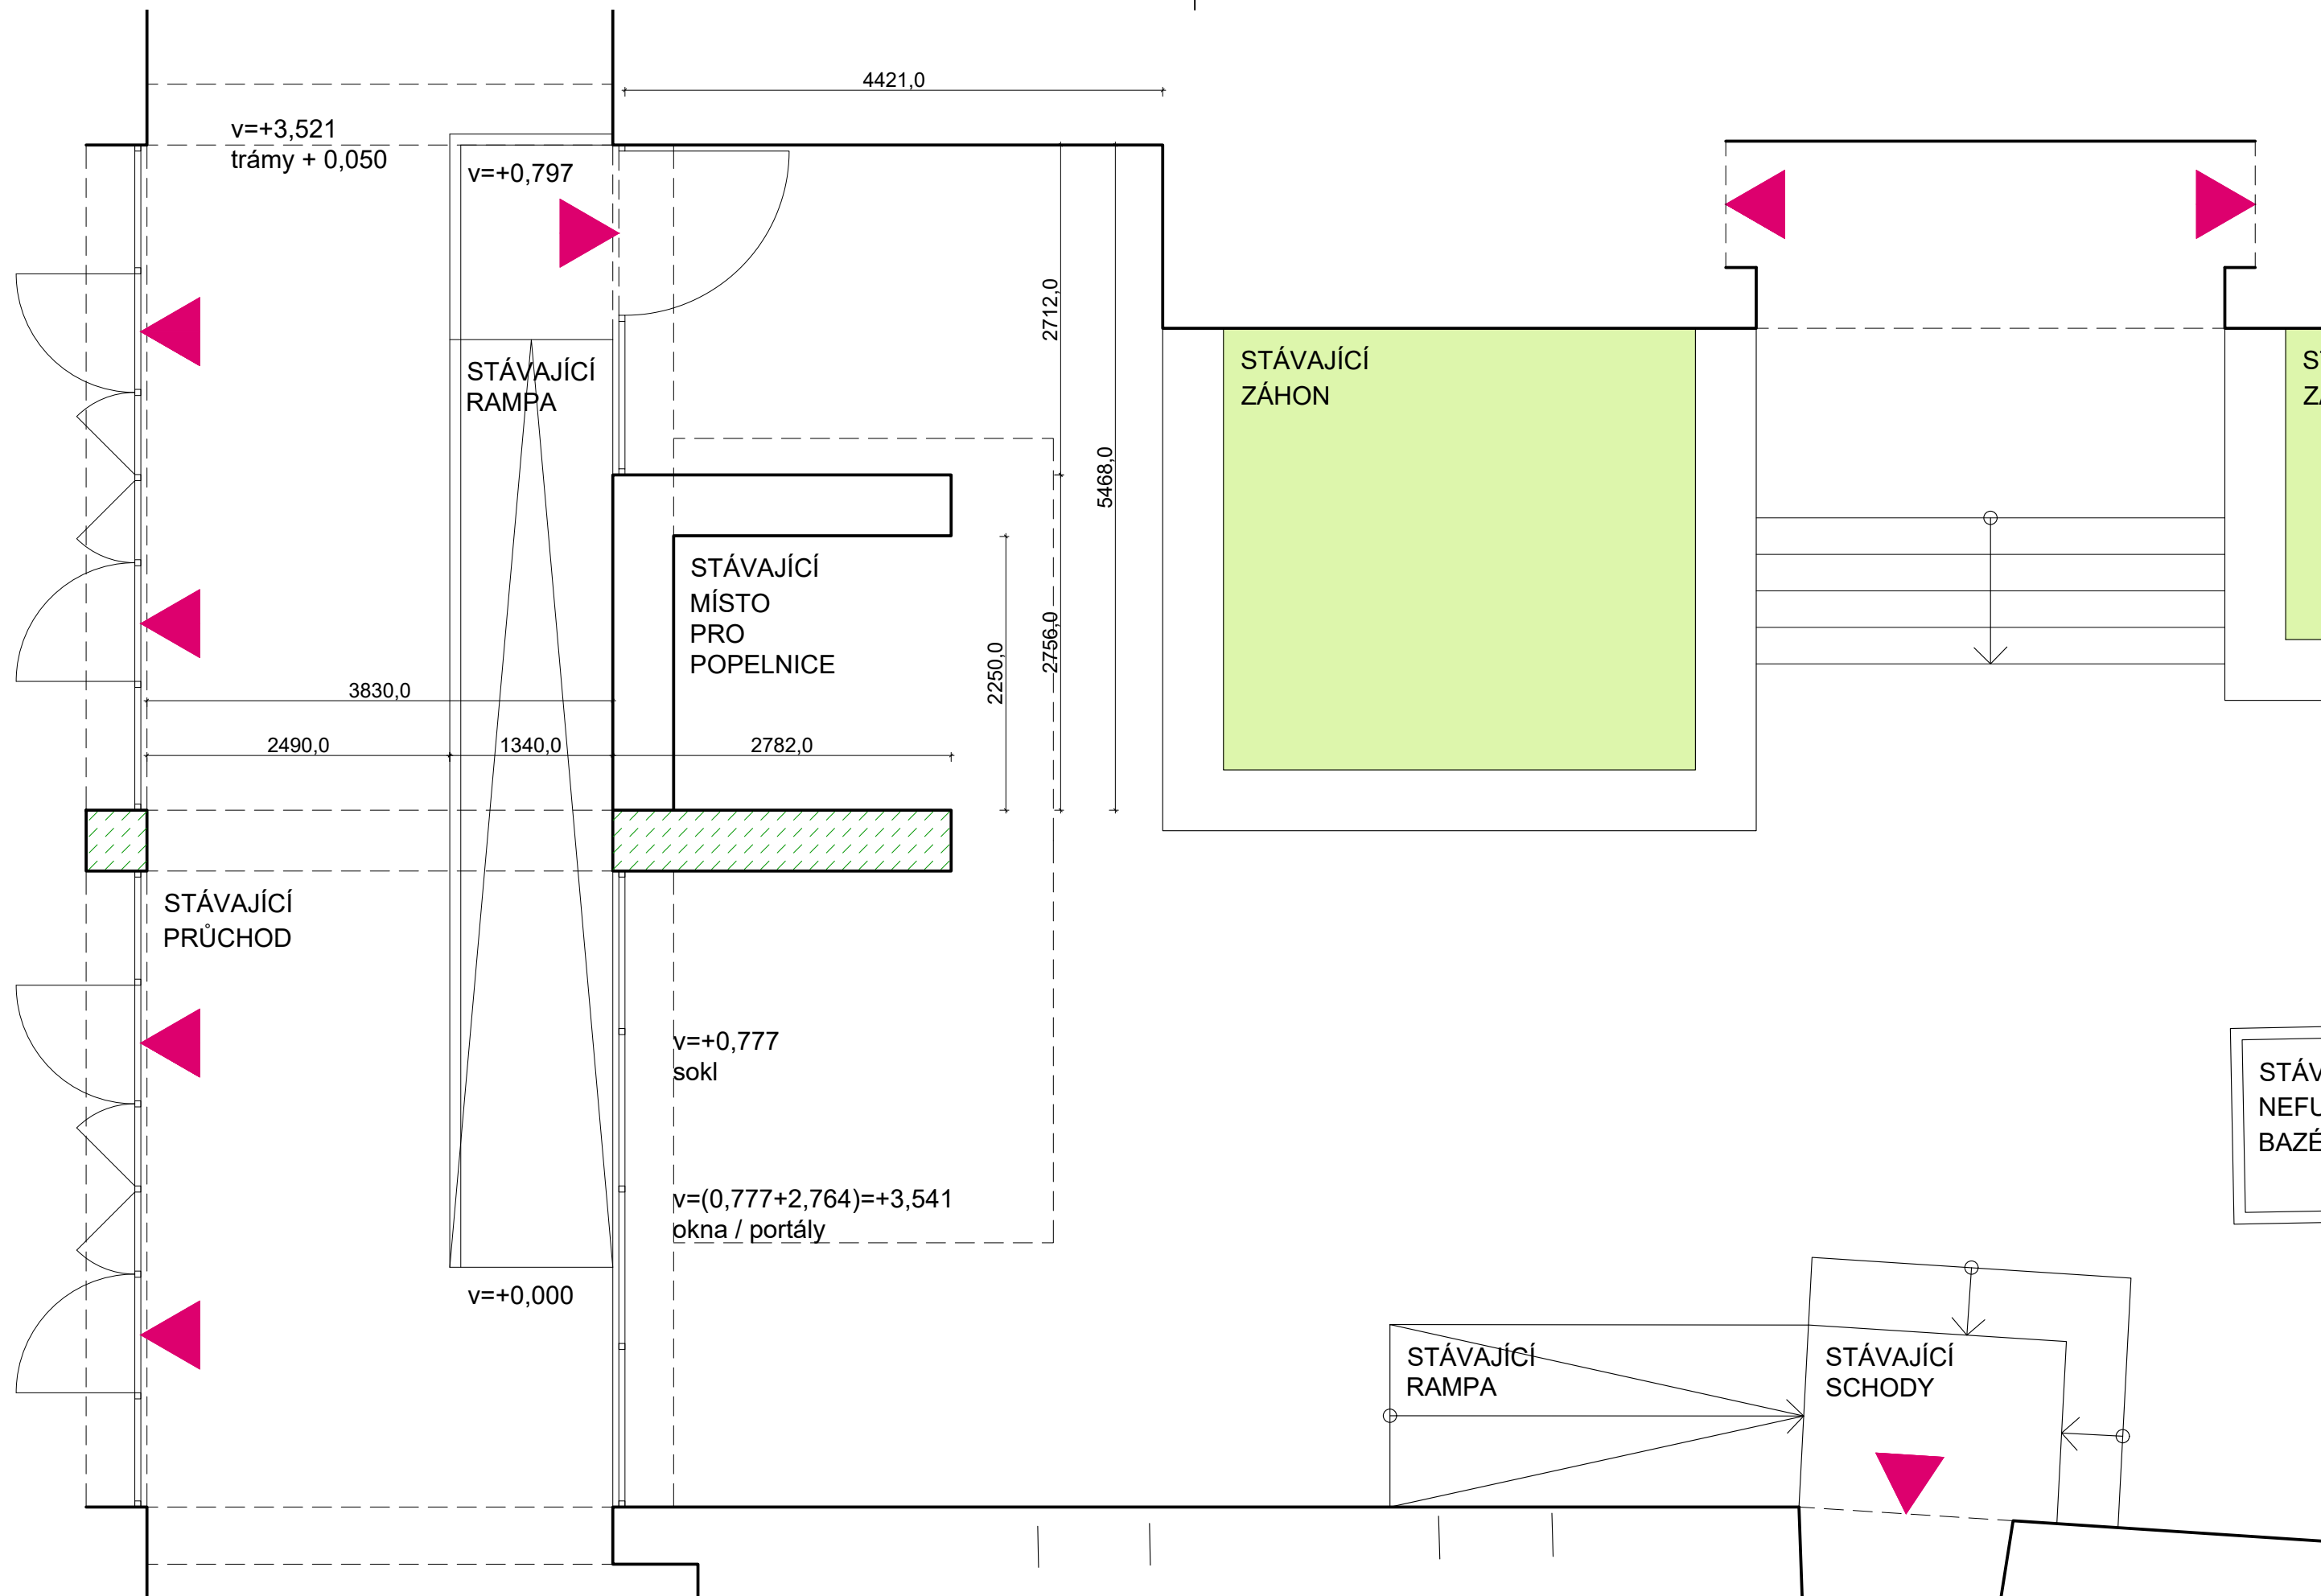 4421,0
v=+3,521
trámy + 0,050
v=+0,797
2712,0
5468,0
STÁVAJÍCÍ
RAMPA
STÁVAJÍCÍ
ZÁHON
STÁVAJÍCÍ
MÍSTO
PRO
POPELNICE
2250,0
2756,0
3830,0
2490,0
1340,0
2782,0
STÁVAJÍCÍ
PRŮCHOD
v=+0,777
sokl
v=(0,777+2,764)=+3,541
okna / portály
v=+0,000
STÁVAJÍCÍ
RAMPA
STÁVAJÍCÍ
SCHODY